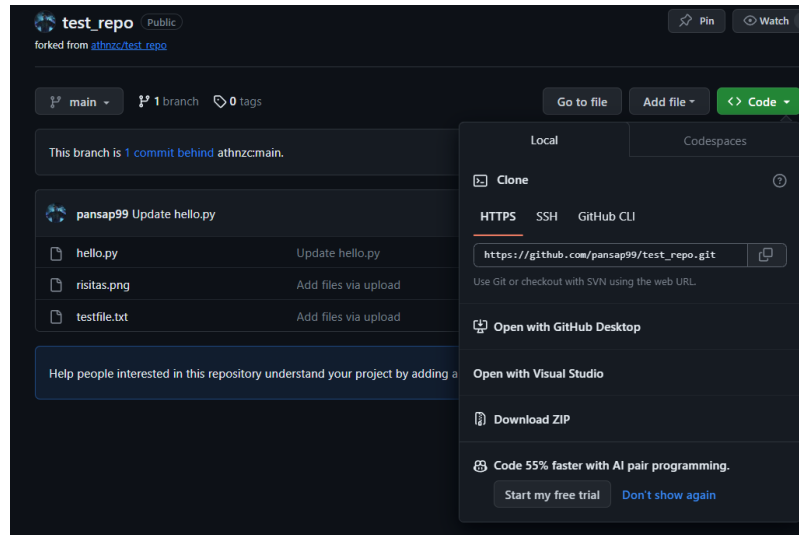 test_repo Public
Pin
Watch
forked from athnzc/test_repo
main
1 branch
0 tags
Go to file
Add file
<> Code
This branch is 1 commit behind athnzc:main.
pansap99 Update hello.py
hello.py Update hello.py
risitas.png Add files via upload
testfile.txt Add files via upload
Help people interested in this repository understand your project by adding a
Local
Codespaces
Clone
HTTPS SSH GitHub CLI
https://github.com/pansap99/test_repo.git
Use Git or checkout with SVN using the web URL.
Open with GitHub Desktop
Open with Visual Studio
Download ZIP
Code 55% faster with AI pair programming.
Start my free trial
Don't show again